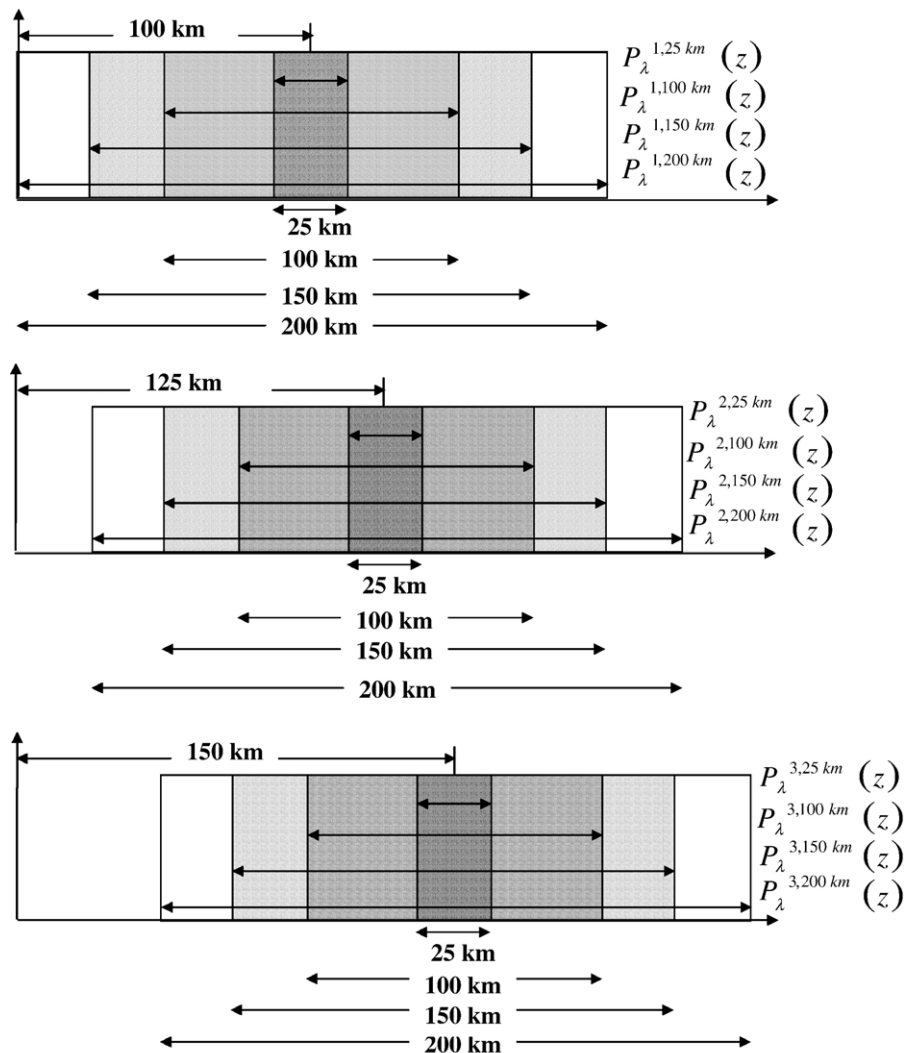 100 km
P_λ^{1,25 km} (z)
P_λ^{1,100 km} (z)
P_λ^{1,150 km} (z)
P_λ^{1,200 km} (z)
25 km
100 km
150 km
200 km
125 km
P_λ^{2,25 km} (z)
P_λ^{2,100 km} (z)
P_λ^{2,150 km} (z)
P_λ^{2,200 km} (z)
25 km
100 km
150 km
200 km
150 km
P_λ^{3,25 km} (z)
P_λ^{3,100 km} (z)
P_λ^{3,150 km} (z)
P_λ^{3,200 km} (z)
25 km
100 km
150 km
200 km